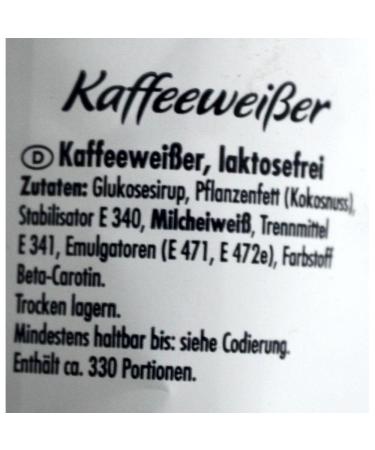 Kaffeeweißer
D Kaffeeweißer, laktosefrei
Zutaten: Glukosesirup, Pflanzenfett (Kokosnuss),
Stabilisator E 340, Milcheiweiß, Trennmittel
E 341, Emulgatoren (E 471, E 472e), Farbstoff
Beta-Carotin.
Trocken lagern.
Mindestens haltbar bis: siehe Codierung.
Enthält ca. 330 Portionen.